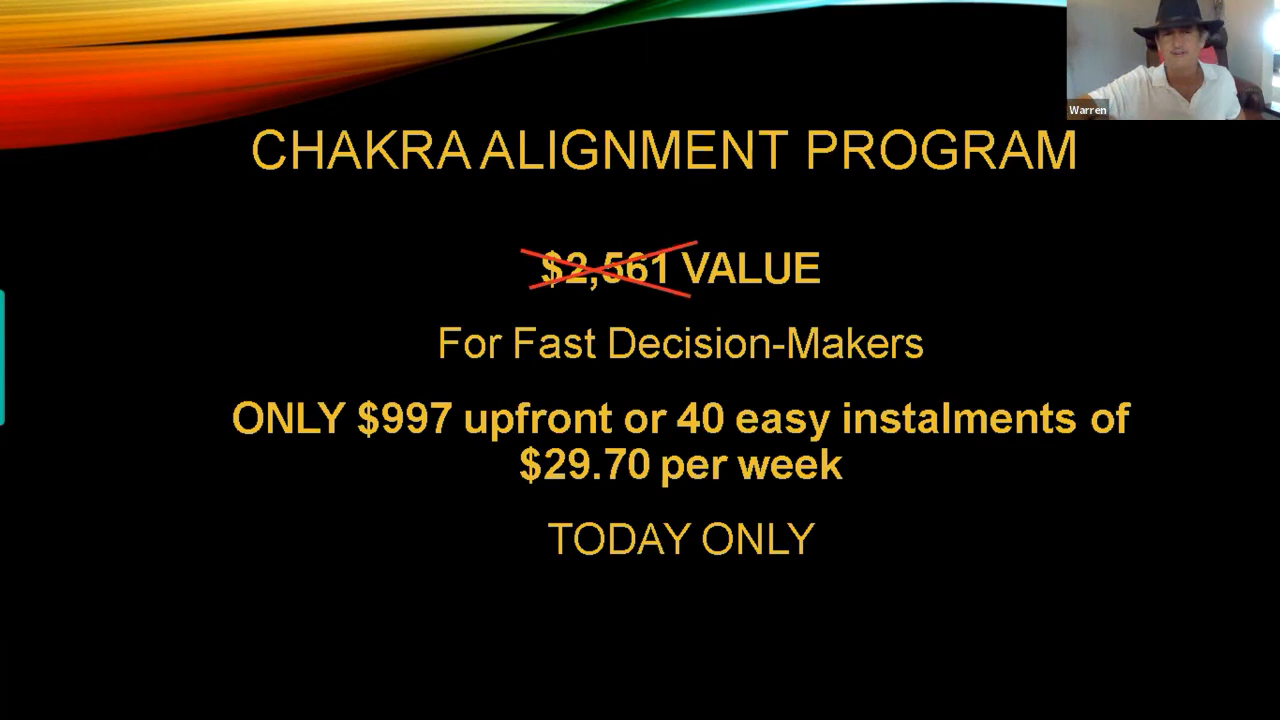 Warren
CHAKRA ALIGNMENT PROGRAM
$2,561 VALUE
For Fast Decision-Makers
ONLY $997 upfront or 40 easy instalments of
$29.70 per week
TODAY ONLY